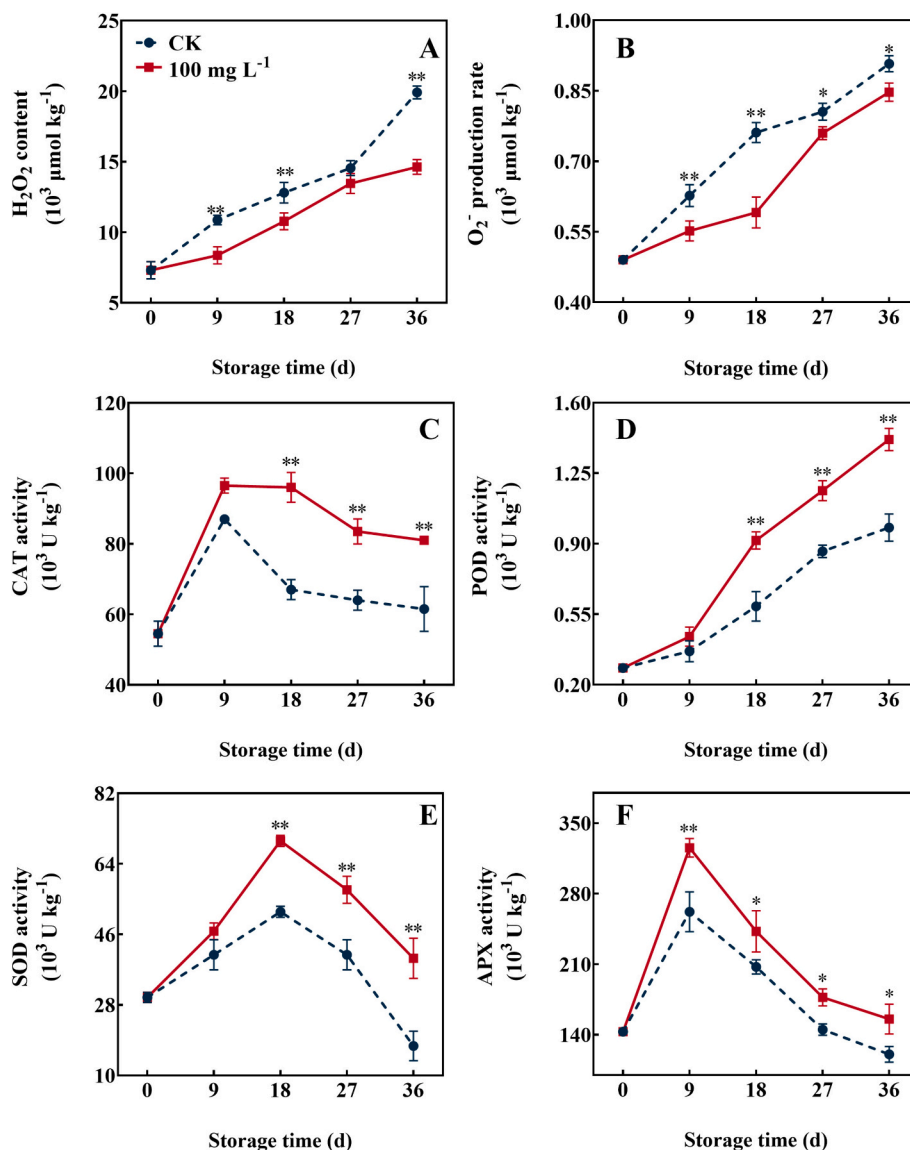 A
CK
100 mg L⁻¹
H₂O₂ content
(10³ μmol kg⁻¹)
25
20
15
10
5
** ** ** **
0 9 18 27 36
Storage time (d)
B
O₂⁻ production rate
(10³ μmol kg⁻¹)
1.00
0.85
0.70
0.55
0.40
** ** * *
0 9 18 27 36
Storage time (d)
C
CAT activity
(10³ U kg⁻¹)
120
100
80
60
40
** ** **
0 9 18 27 36
Storage time (d)
D
POD activity
(10³ U kg⁻¹)
1.60
1.25
0.90
0.55
0.20
** ** **
0 9 18 27 36
Storage time (d)
E
SOD activity
(10³ U kg⁻¹)
82
64
46
28
10
** ** **
0 9 18 27 36
Storage time (d)
F
APX activity
(10³ U kg⁻¹)
350
280
210
140
** * * *
0 9 18 27 36
Storage time (d)